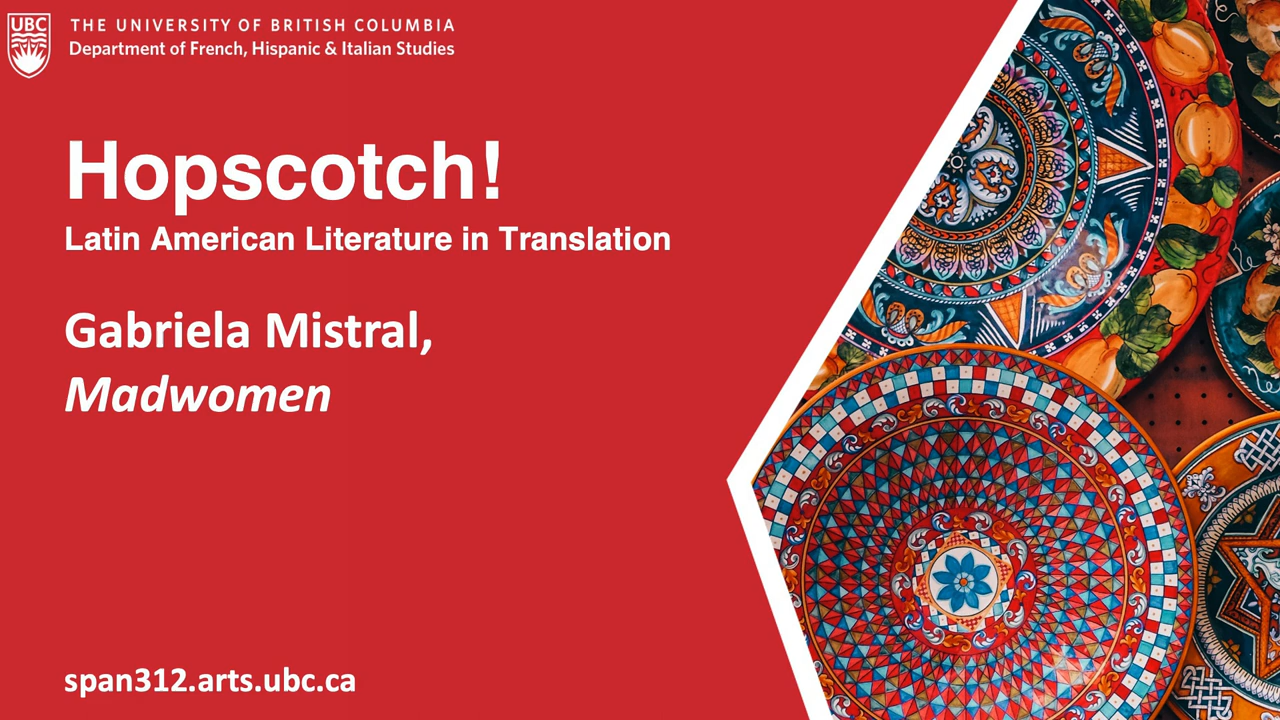 UBC
THE UNIVERSITY OF BRITISH COLUMBIA
Department of French, Hispanic & Italian Studies
Hopscotch!
Latin American Literature in Translation
Gabriela Mistral,
Madwomen
span312.arts.ubc.ca